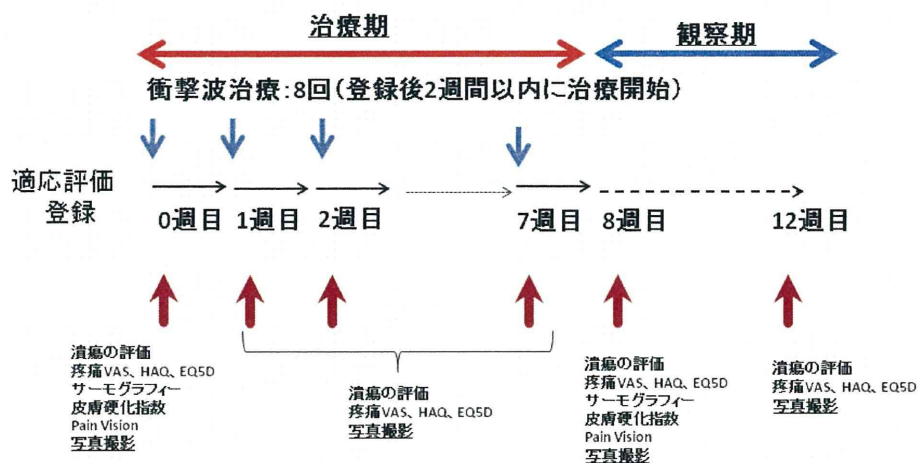 治療期
観察期
衝撃波治療:8回(登録後2週間以内に治療開始)
適応評価
登録
0週目
1週目
2週目
7週目
8週目
12週目
潰瘍の評価
疼痛VAS、HAQ、EQ5D
サーモグラフィー
皮膚硬化指数
Pain Vision
写真撮影
潰瘍の評価
疼痛VAS、HAQ、EQ5D
写真撮影
潰瘍の評価
疼痛VAS、HAQ、EQ5D
サーモグラフィー
皮膚硬化指数
Pain Vision
写真撮影
潰瘍の評価
疼痛VAS、HAQ、EQ5D
写真撮影